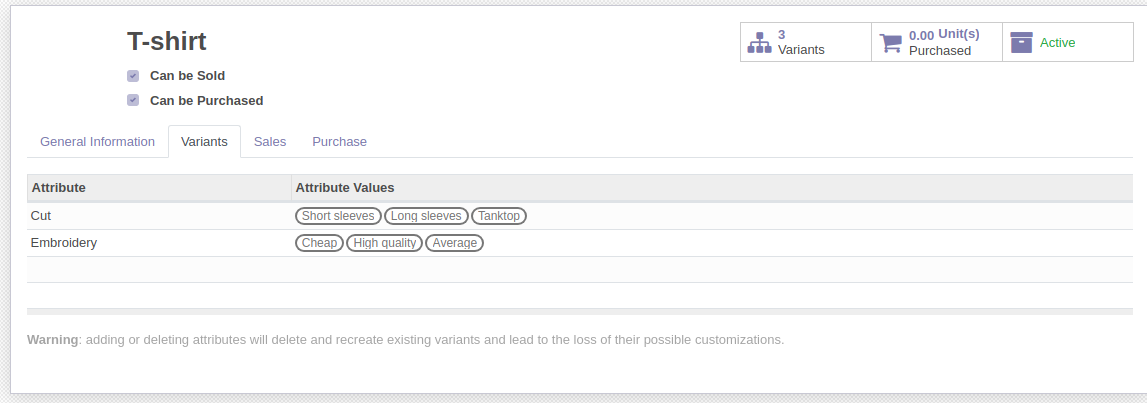 T-shirt
3
Variants
0.00 Unit(s)
Purchased
Active
Can be Sold
Can be Purchased
General Information Variants Sales Purchase
Attribute Attribute Values
Cut Short sleeves Long sleeves Tanktop
Embroidery Cheap High quality Average
Warning: adding or deleting attributes will delete and recreate existing variants and lead to the loss of their possible customizations.